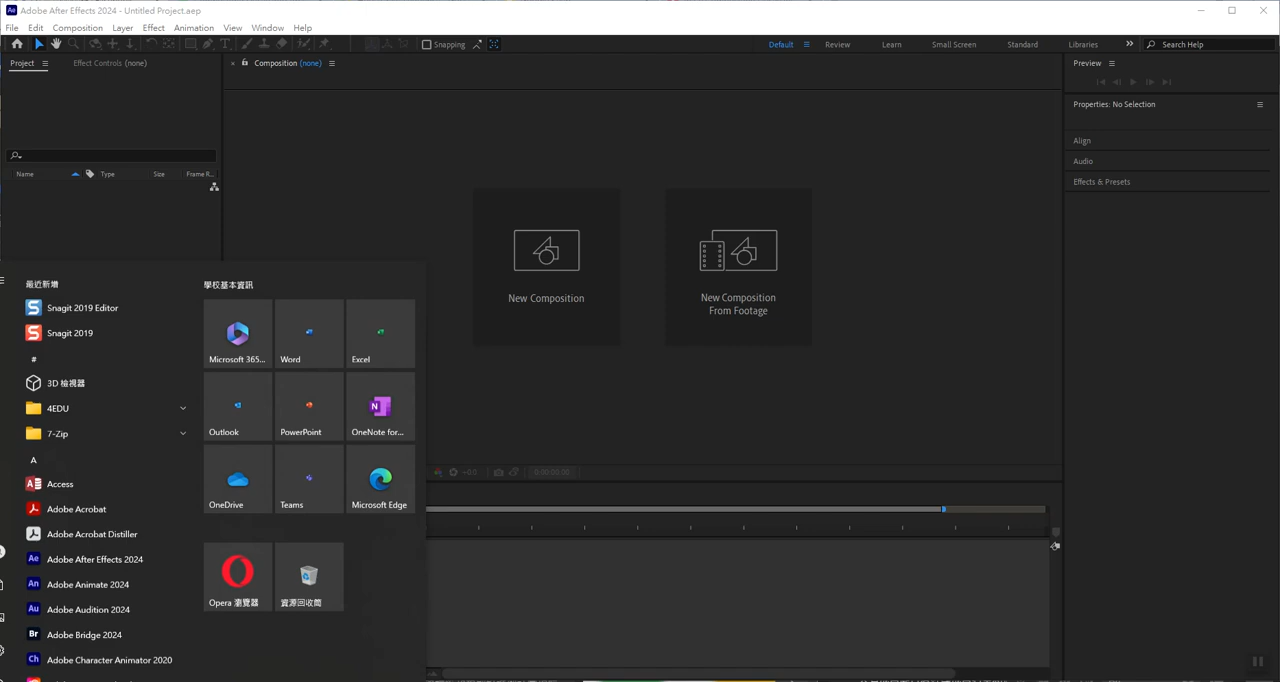 Adobe After Effects 2024 - Untitled Project.aep
File Edit Composition Layer Effect Animation View Window Help
Snapping
Default Review Learn Small Screen Standard Libraries
Search Help
Project Effect Controls (none)
Composition (none)
Preview
Properties: No Selection
Align
Audio
Effects & Presets
Name Type Size Frame R...
New Composition
New Composition
From Footage
最近新增
Snagit 2019 Editor
Snagit 2019
#
3D 檢視器
4EDU
7-Zip
A
Access
Adobe Acrobat
Adobe Acrobat Distiller
Adobe After Effects 2024
Adobe Animate 2024
Adobe Audition 2024
Adobe Bridge 2024
Adobe Character Animator 2020
學校基本資訊
Microsoft 365...
Word
Excel
Outlook
PowerPoint
OneNote for...
OneDrive
Teams
Microsoft Edge
Opera 瀏覽器
資源回收筒
+0.0
0:00:00:00